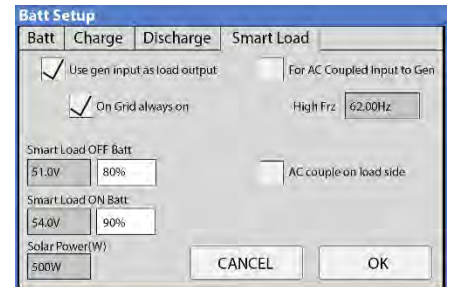 Batt Setup
Batt Charge Discharge Smart Load
Use gen input as load output For AC Coupled Input to Gen
On Grid always on High Frz 62.00Hz
Smart Load OFF Batt
51.0V 80% AC couple on load side
Smart Load ON Batt
54.0V 90%
Solar Power(W)
500W CANCEL OK